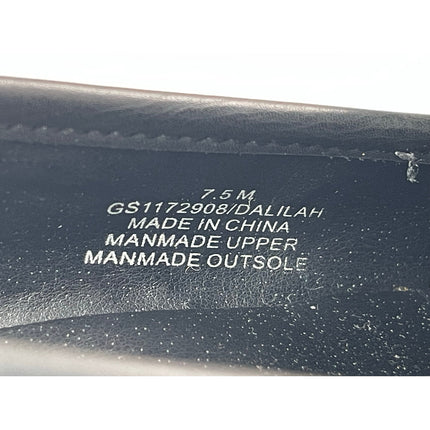 7.5 M
GS1172908/DALILAH
MADE IN CHINA
MANMADE UPPER
MANMADE OUTSOLE